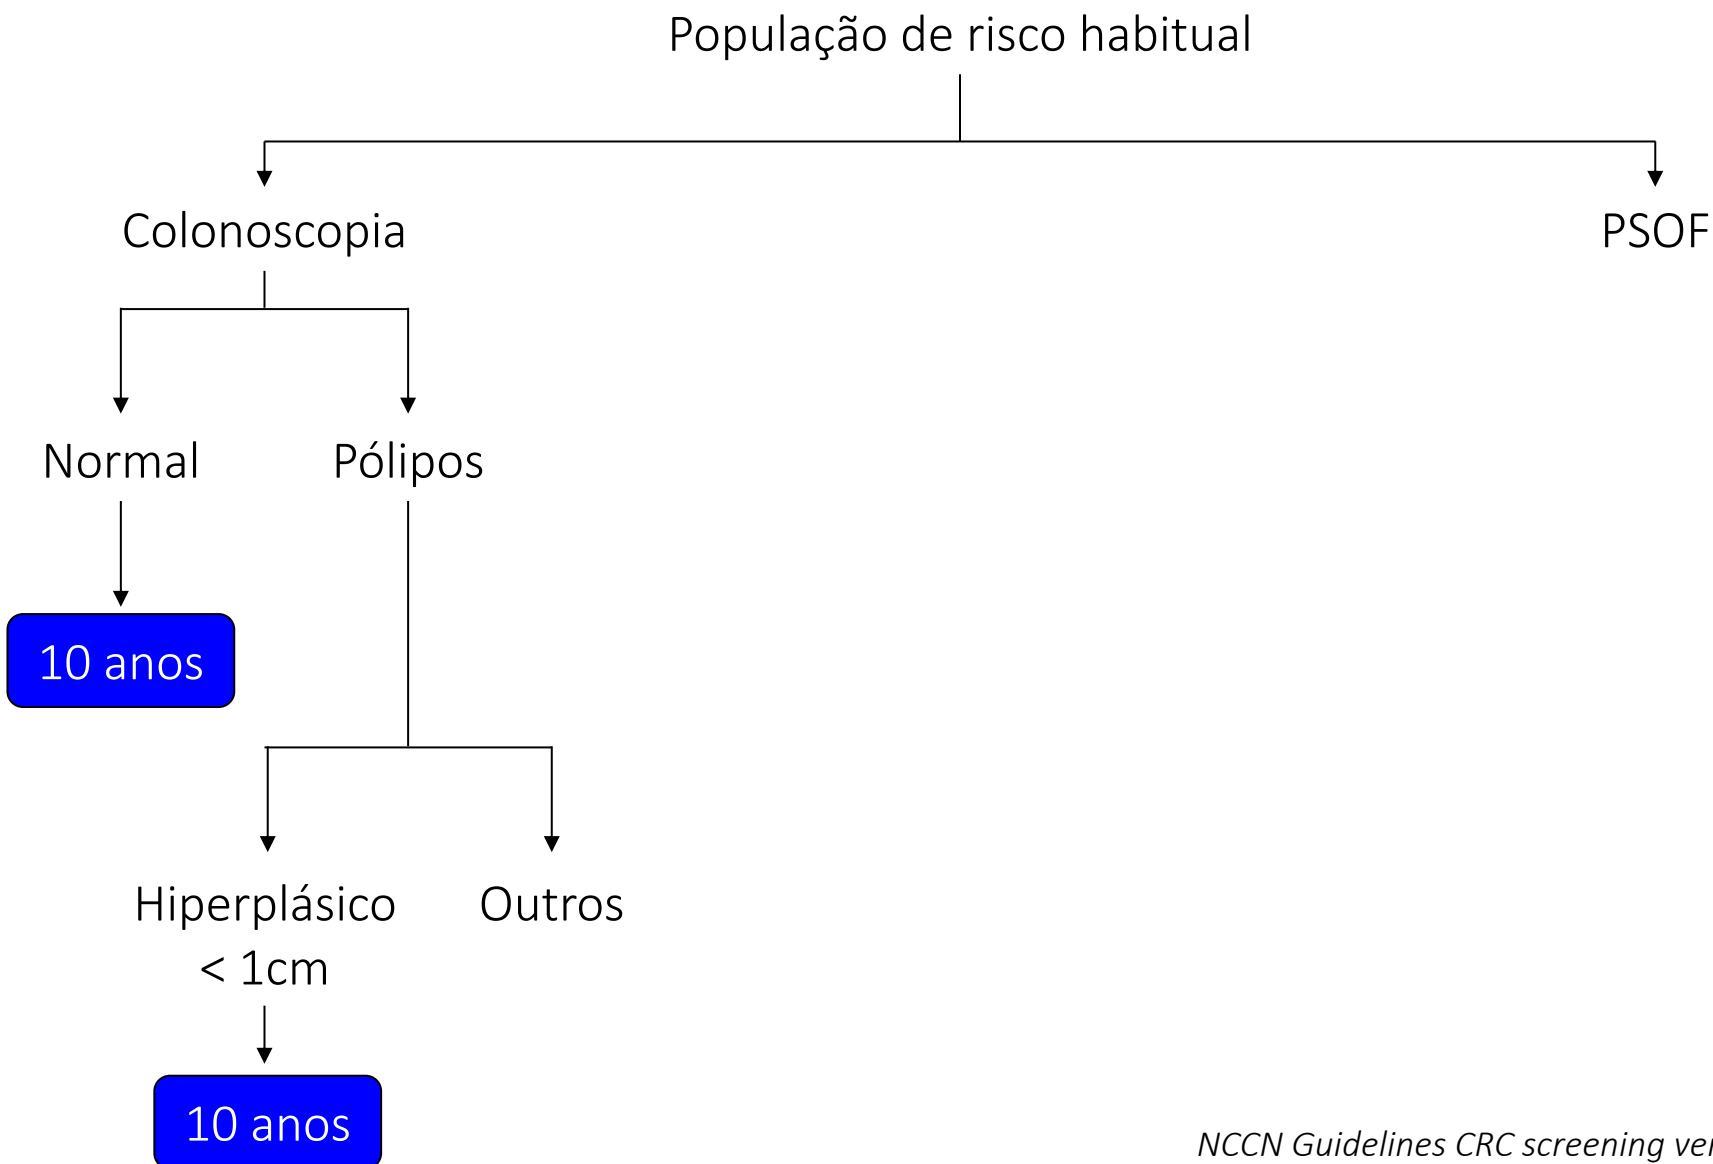 População de risco habitual
Colonoscopia
PSOF
Normal
Pólipos
10 anos
Hiperplásico
< 1cm
Outros
10 anos
NCCN Guidelines CRC screening ver